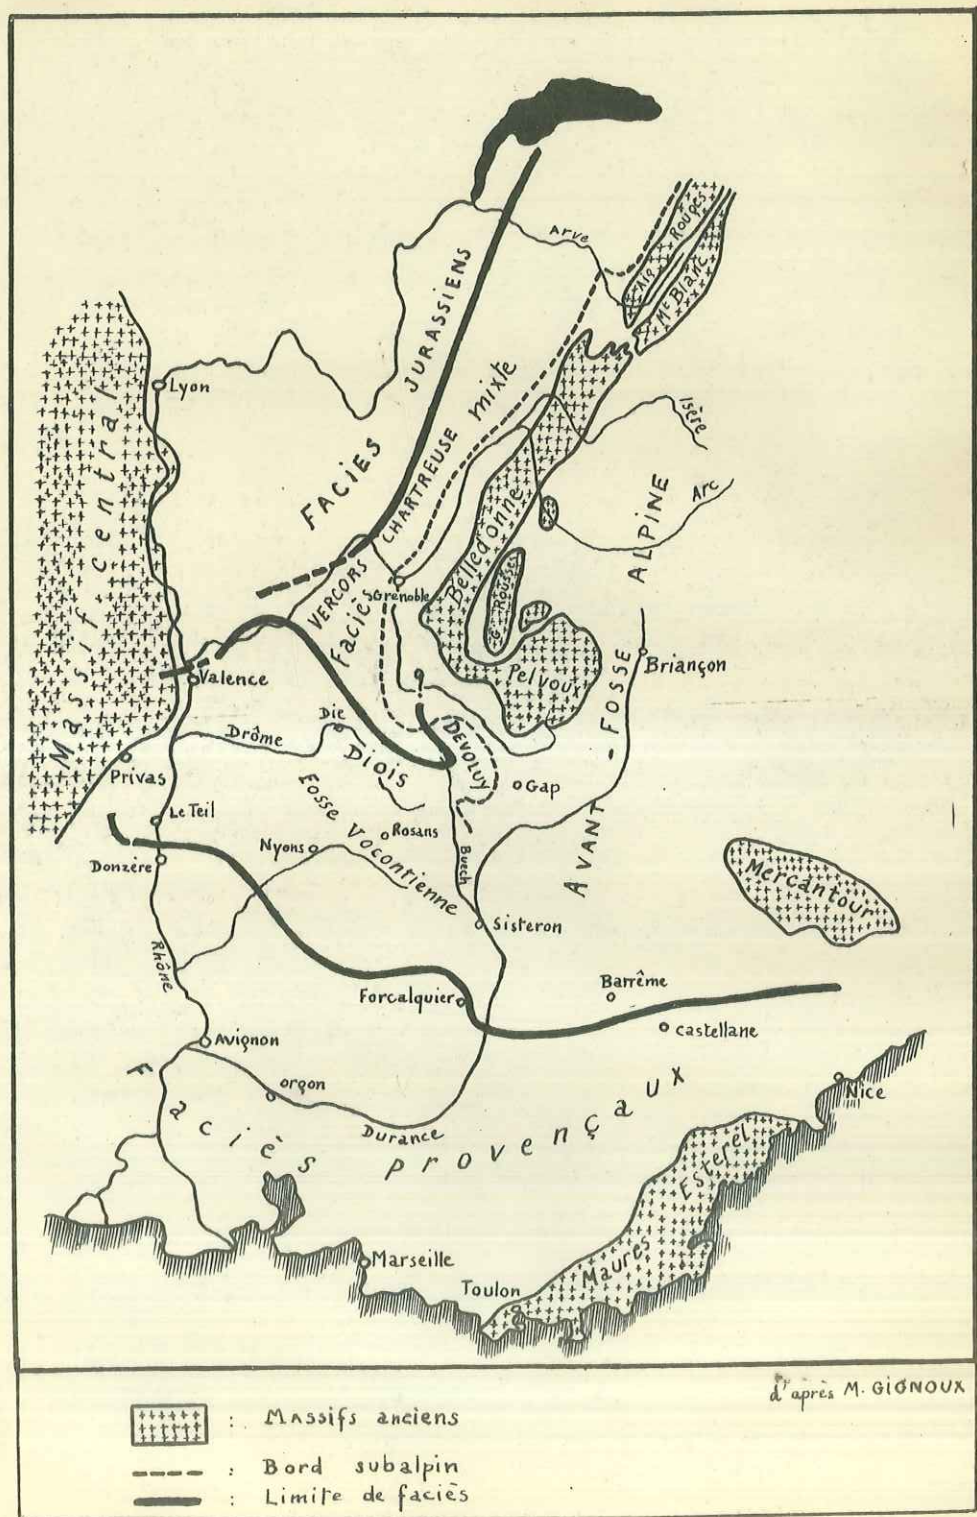 Arve
Aig Rouges
Mt Blanc
FACIES JURASSIENS
Lyon
Massif central
CHARTREUSE mixte
Isère
Arc
Belledonne
AVANT-FOSSE ALPINE
VERCORS
Faciès
Grenoble
Gdes Rousses
Pelvoux
Briançon
Valence
Die
Drôme
Diois
DEVOLUY
Gap
Privas
Le Teil
Fosse Vocontienne
Rosans
Nyons
Buech
Donzère
Mercantour
Sisteron
Rhône
Barrême
Forcalquier
castellane
Avignon
Nice
orgon
Faciès provençaux
Durance
Esterel
Maures
Marseille
Toulon
d'après M. GIGNOUX
: Massifs anciens
: Bord subalpin
: Limite de faciès